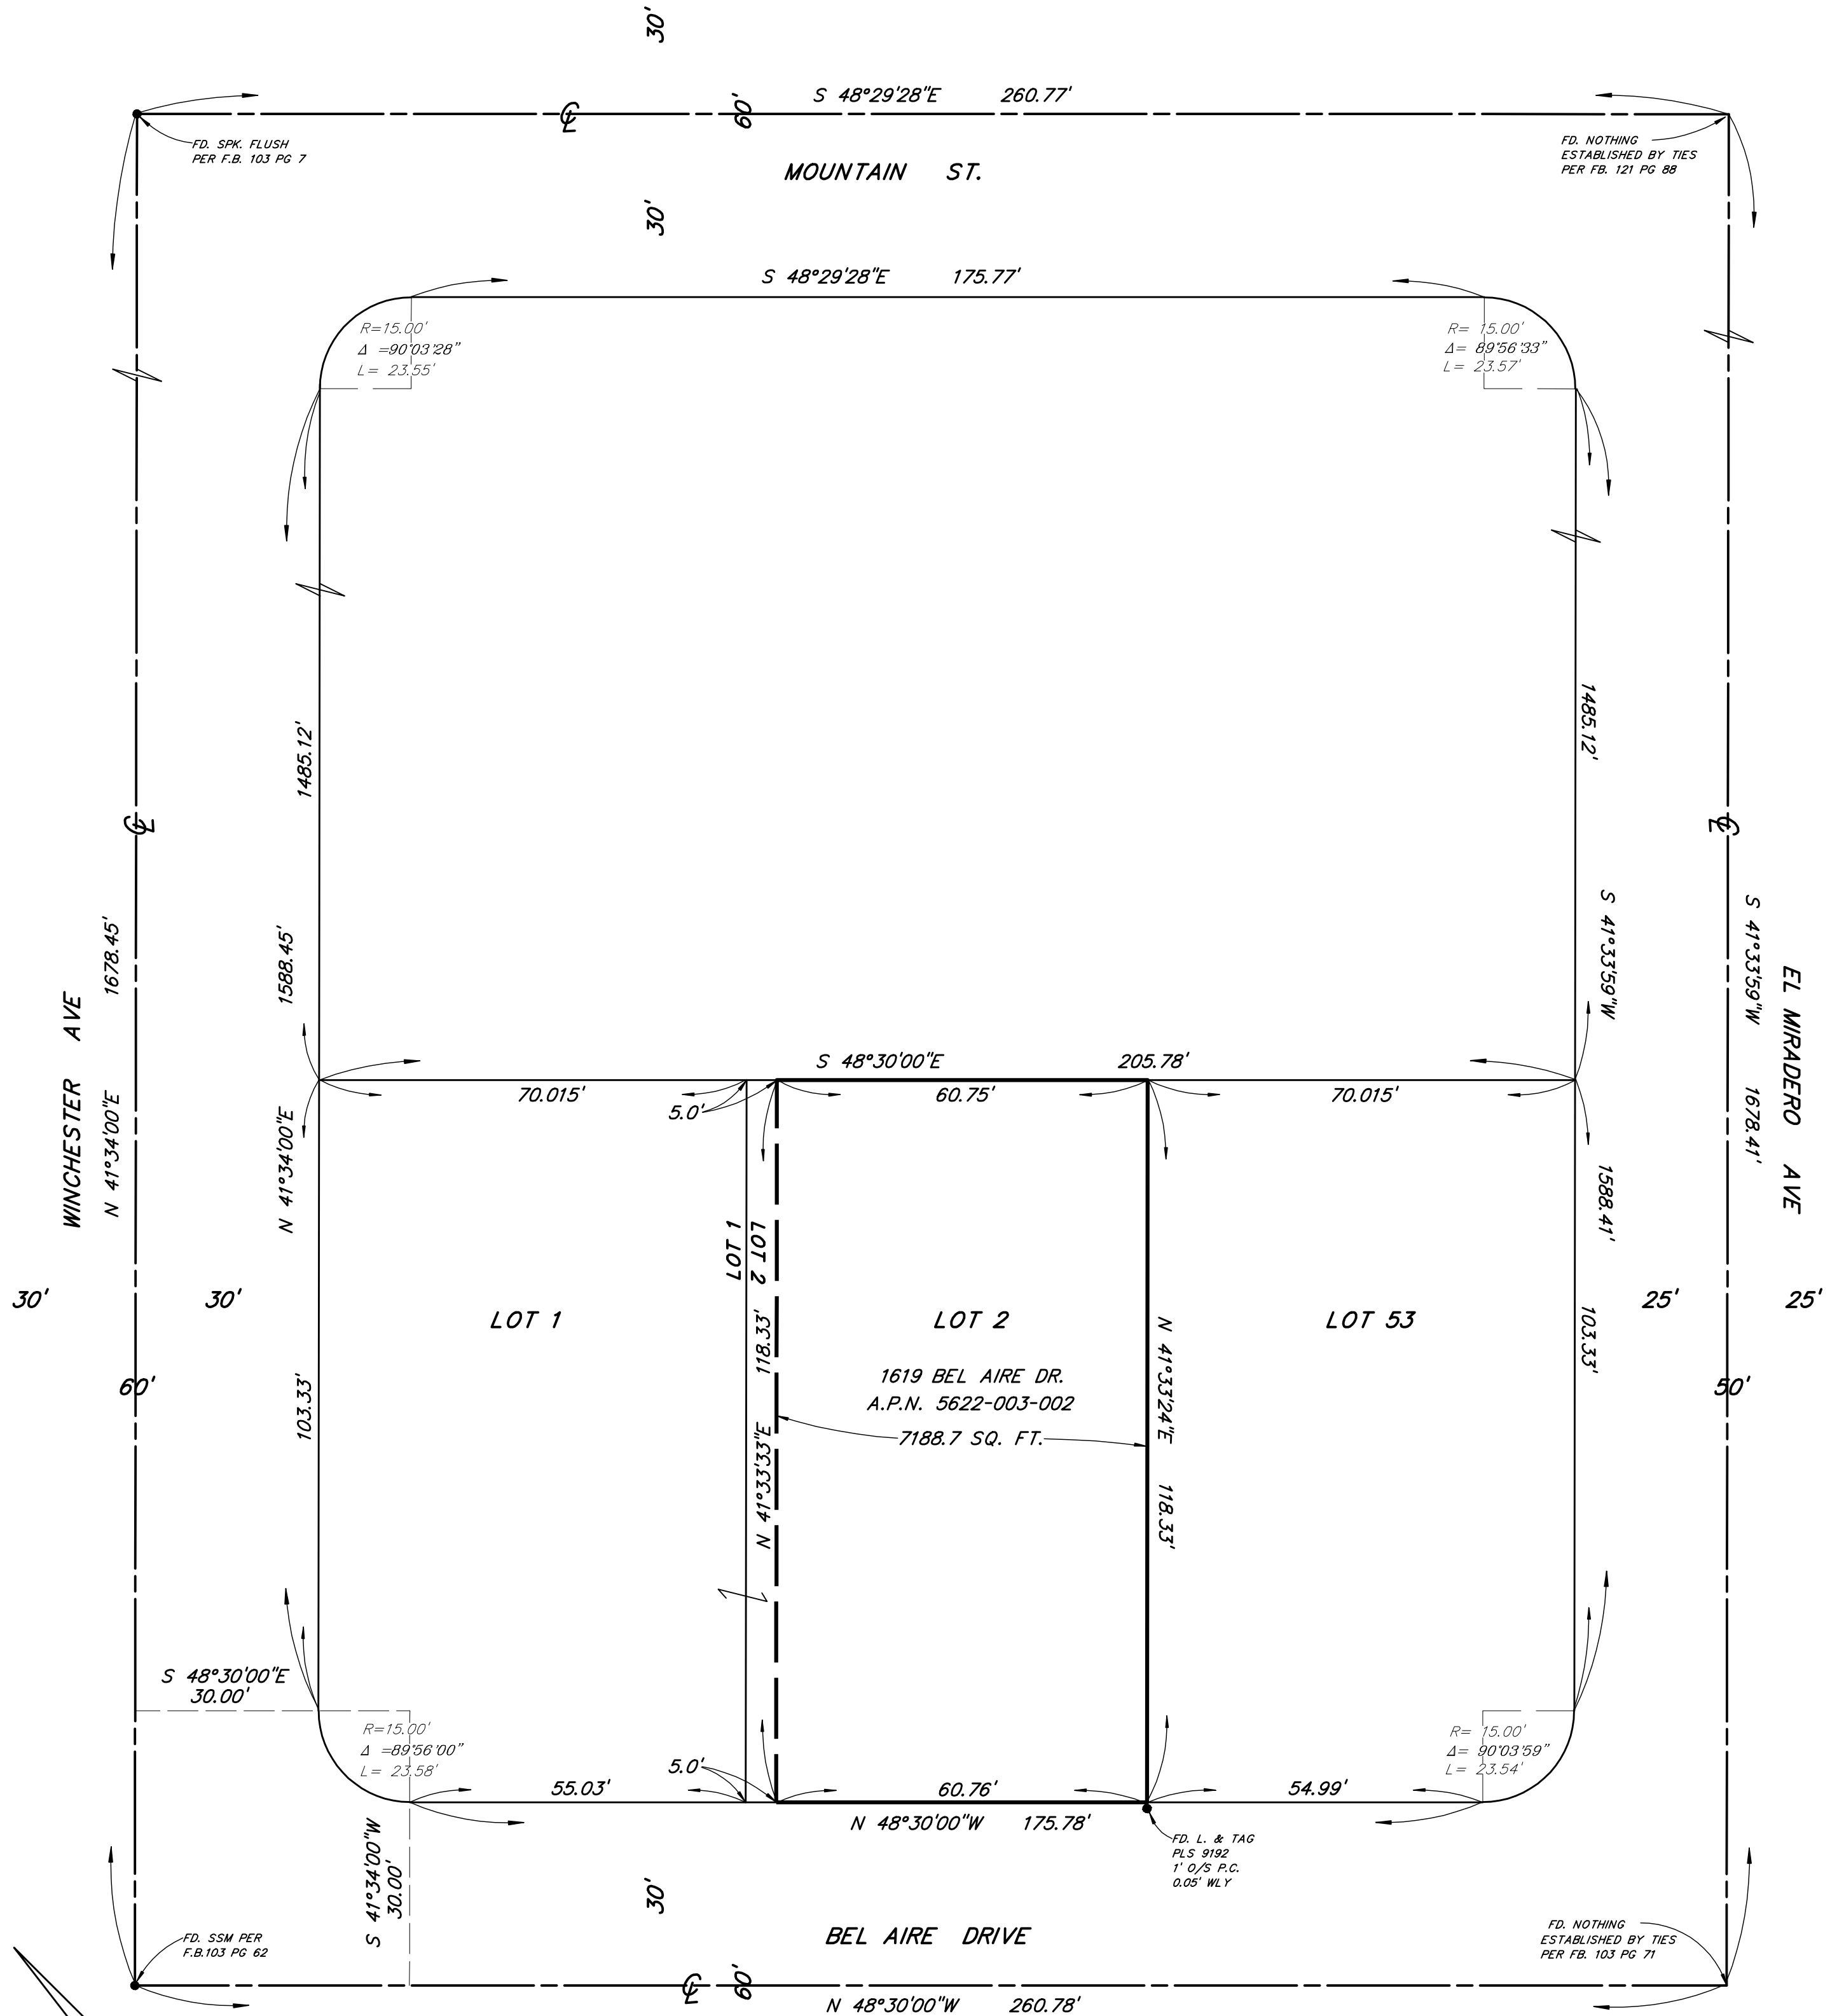 30'
S 48°29'28"E 260.77'
℄
60'
FD. SPK. FLUSH
PER F.B. 103 PG 7
FD. NOTHING
ESTABLISHED BY TIES
PER FB. 121 PG 88
MOUNTAIN ST.
30'
S 48°29'28"E 175.77'
R=15.00'
Δ =90°03'28"
L= 23.55'
R= 15.00'
Δ= 89°56'33"
L= 23.57'
1485.12'
1485.12'
℄
℄
WINCHESTER AVE
N 41°34'00"E 1678.45'
N 41°34'00"E 1588.45'
S 41°33'59"W 1588.41'
S 41°33'59"W 1678.41'
EL MIRADERO AVE
S 48°30'00"E 205.78'
70.015'
5.0'
60.75'
70.015'
LOT 1
LOT 2
30'
30'
LOT 1
N 41°33'33"E 118.33'
LOT 2
N 41°33'24"E 118.33'
LOT 53
103.33'
25'
25'
1619 BEL AIRE DR.
A.P.N. 5622-003-002
7188.7 SQ. FT.
60'
103.33'
50'
S 48°30'00"E
30.00'
R=15.00'
Δ =89°56'00"
L= 23.58'
R= 15.00'
Δ= 90°03'59"
L= 23.54'
5.0'
55.03'
60.76'
54.99'
N 48°30'00"W 175.78'
S 41°34'00"W
30.00'
FD. L. & TAG
PLS 9192
1' O/S P.C.
0.05' WLY
30'
FD. SSM PER
F.B.103 PG 62
BEL AIRE DRIVE
FD. NOTHING
ESTABLISHED BY TIES
PER FB. 103 PG 71
℄
60'
N 48°30'00"W 260.78'